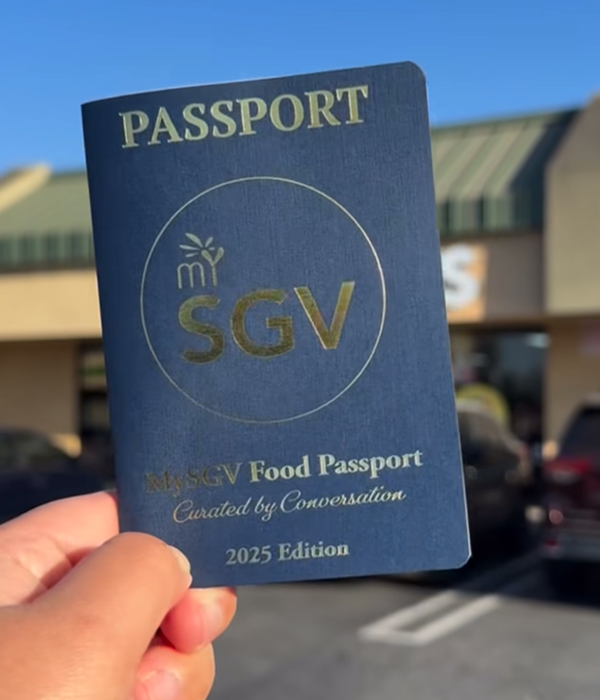 PASSPORT
my
SGV
MySGV Food Passport
Curated by Conversation
2025 Edition
S